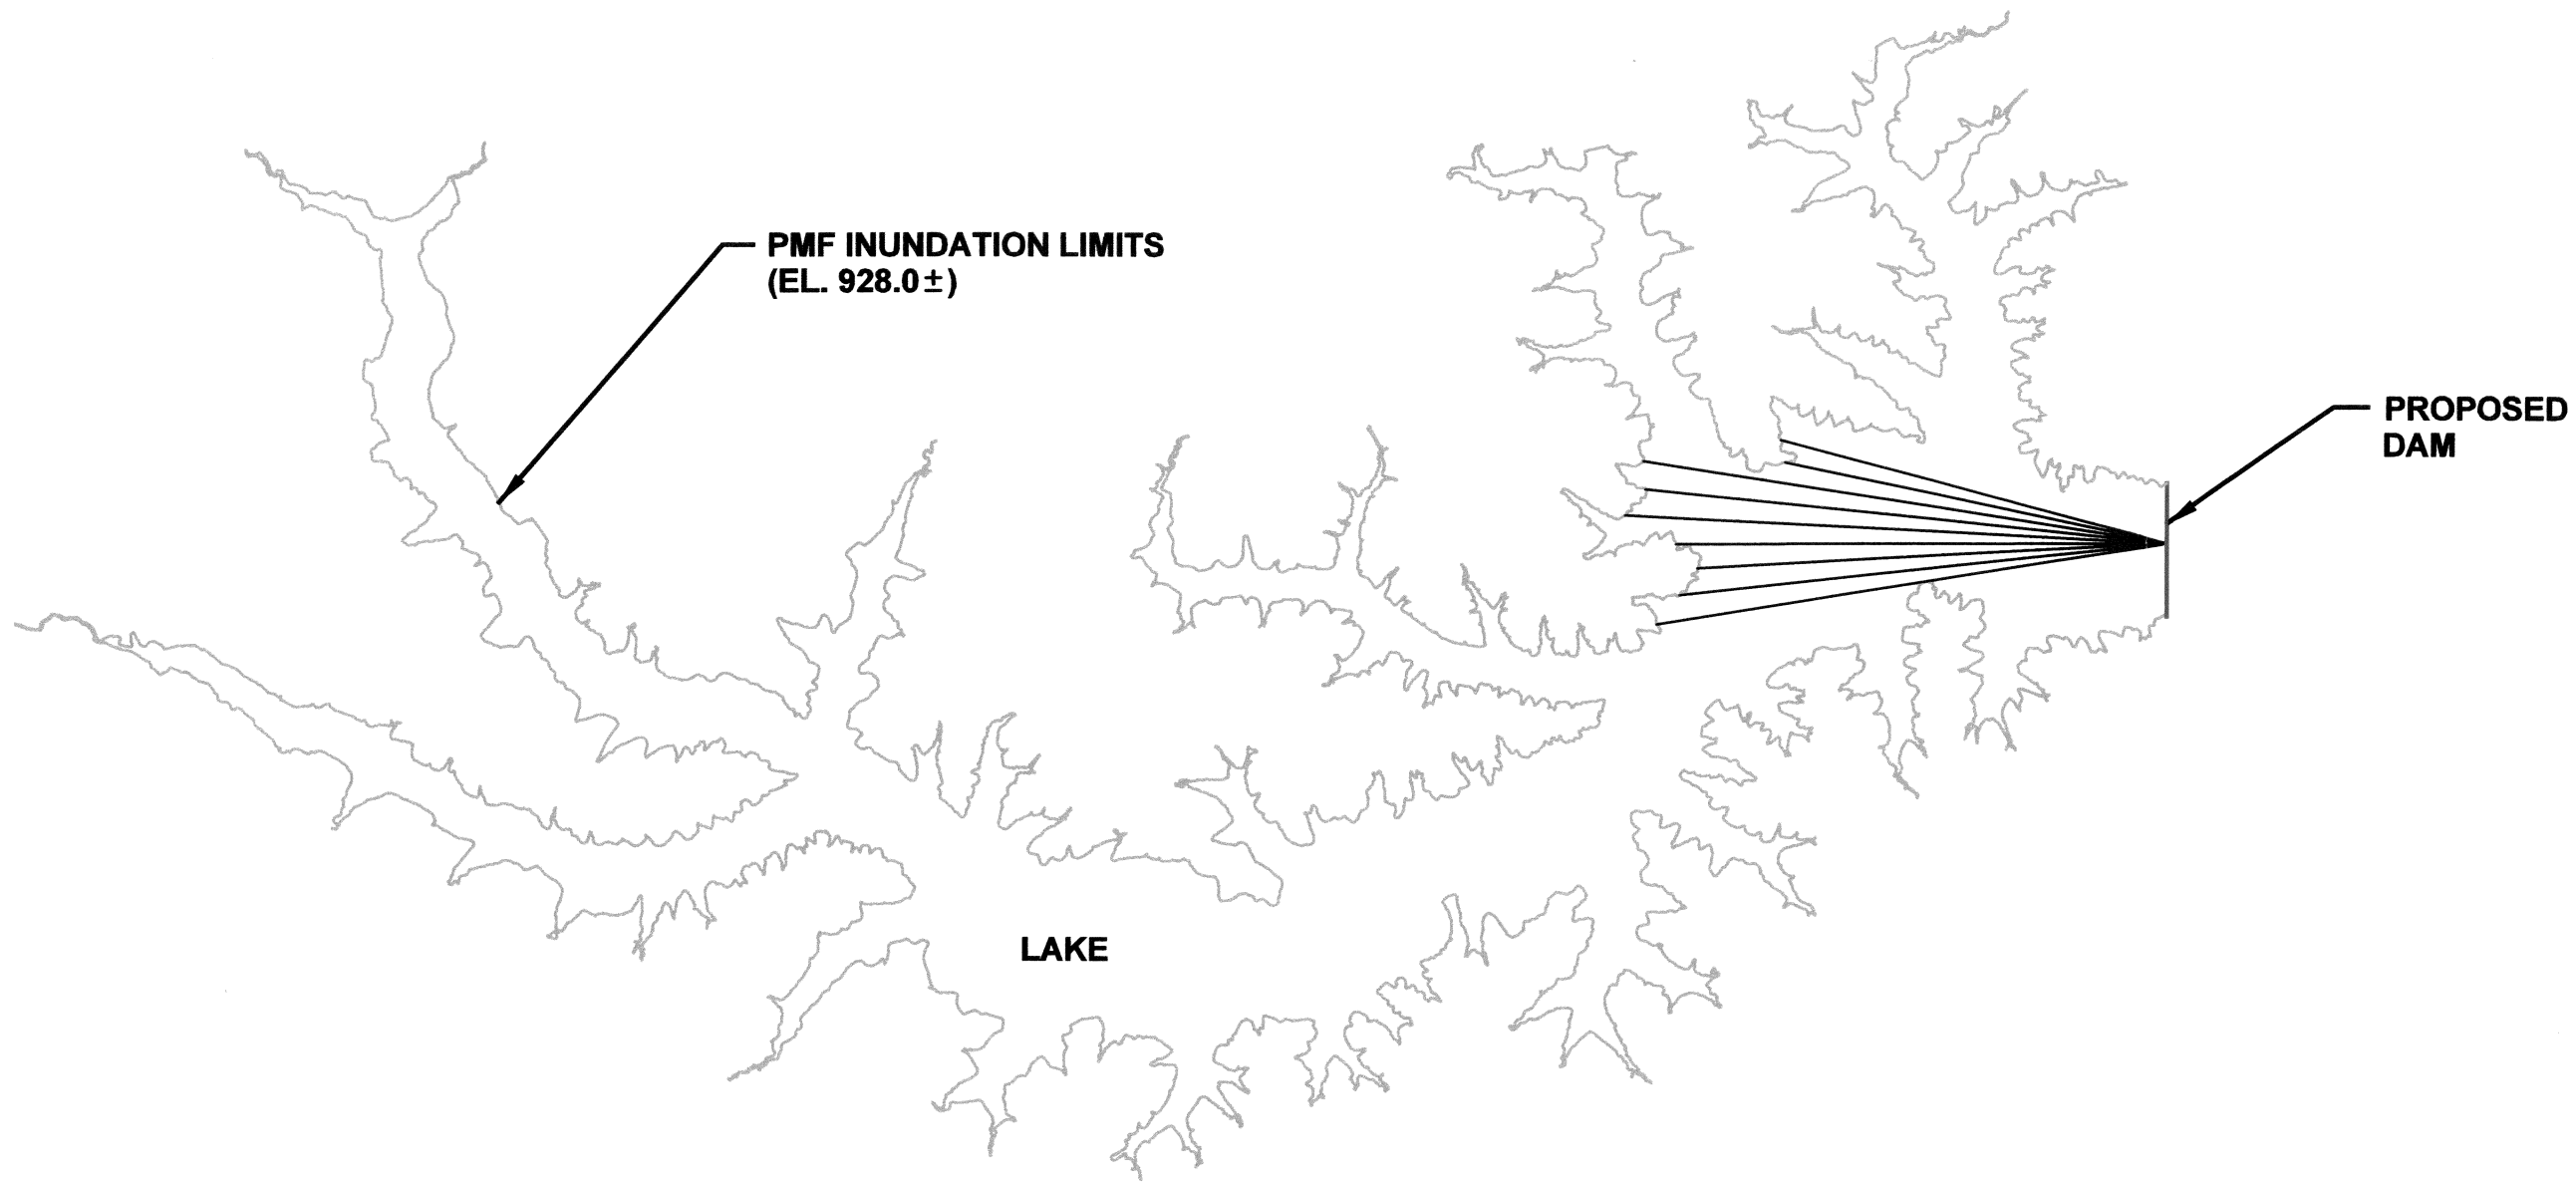 PMF INUNDATION LIMITS
(EL. 928.0±)
PROPOSED
DAM
LAKE